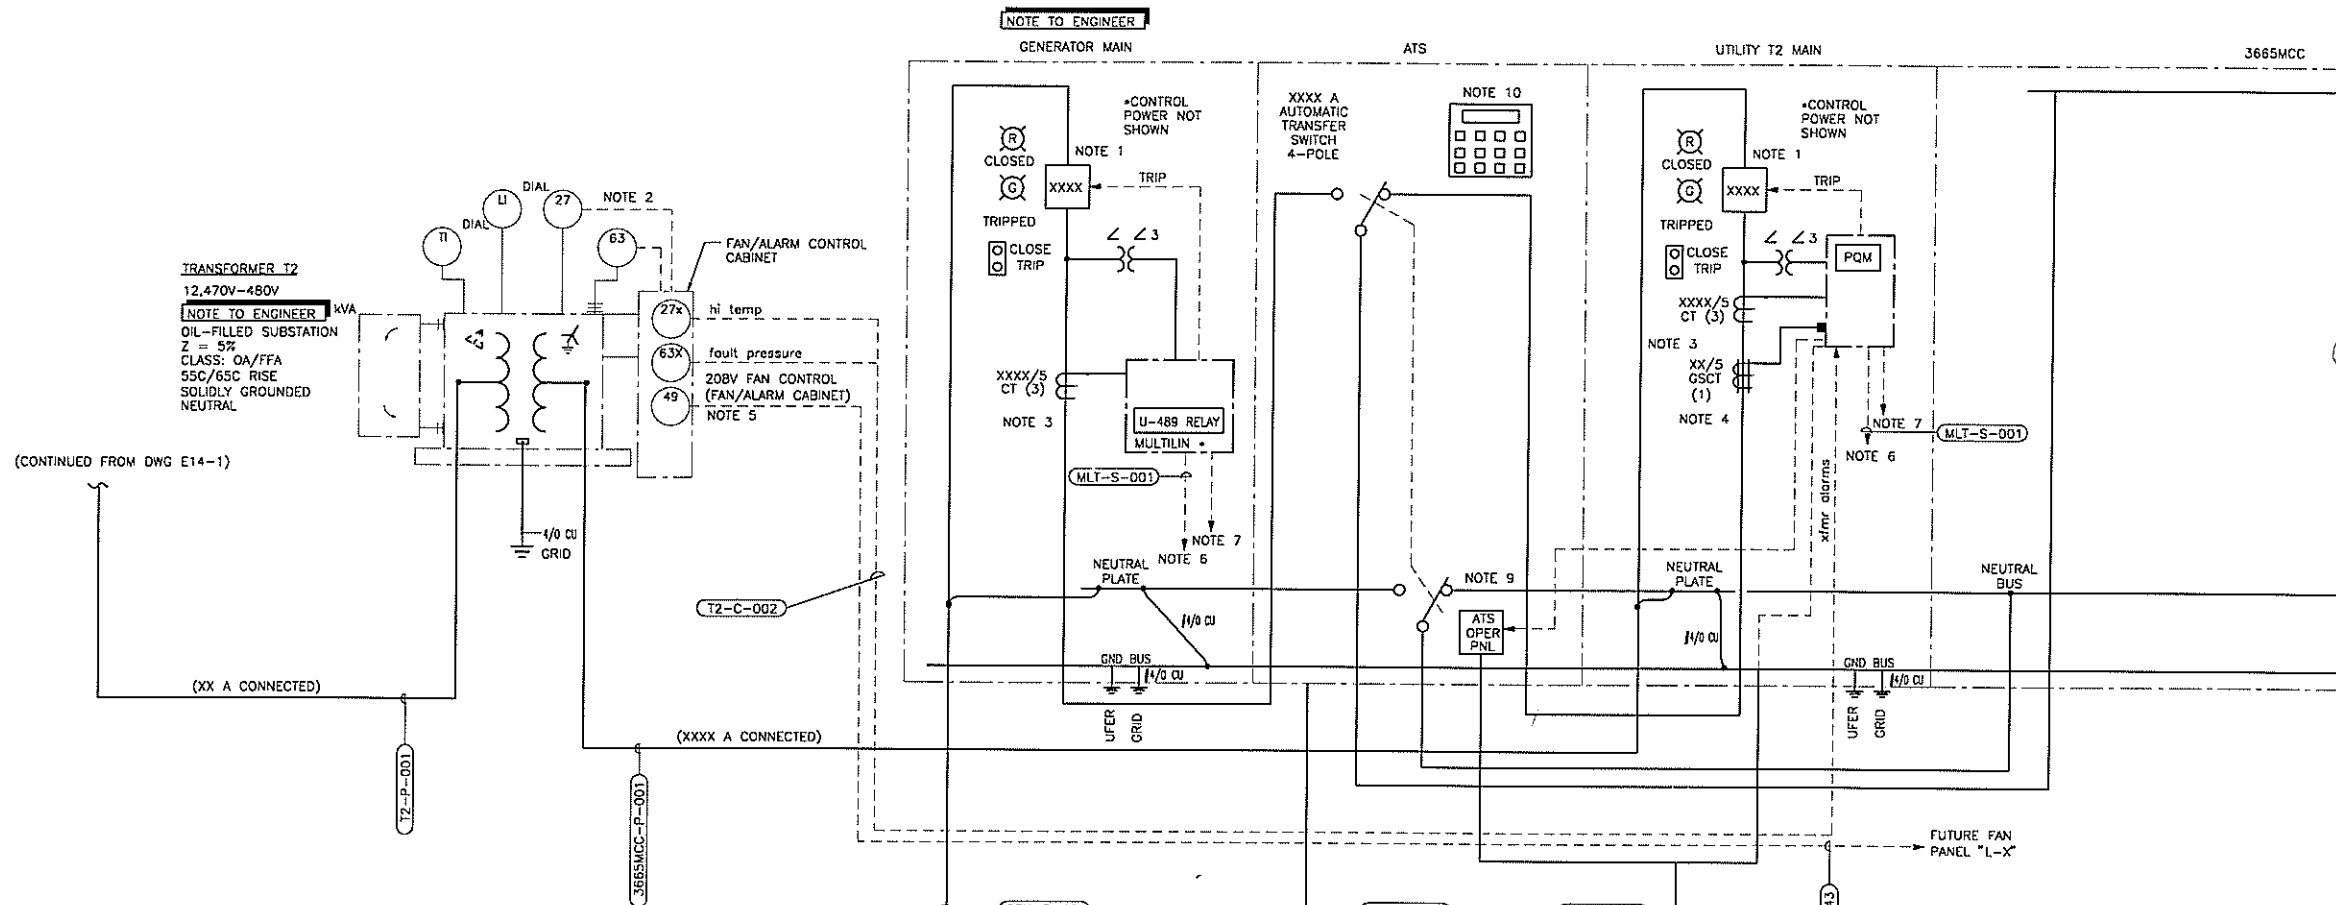 NOTE TO ENGINEER
GENERATOR MAIN
ATS
UTILITY T2 MAIN
3665MCC
TRANSFORMER T2
12,470V-480V
NOTE TO ENGINEER kVA
OIL-FILLED SUBSTATION
Z = 5%
CLASS: OA/FFA
55C/65C RISE
SOLIDLY GROUNDED
NEUTRAL
TI
DIAL
LI
DIAL
27
NOTE 2
63
FAN/ALARM CONTROL
CABINET
27x
hi temp
63X
fault pressure
49
208V FAN CONTROL
(FAN/ALARM CABINET)
NOTE 5
4/0 CU
GRID
(CONTINUED FROM DWG E14-1)
(XX A CONNECTED)
T2-P-001
3665MCC-P-001
(XXXX A CONNECTED)
T2-C-002
*CONTROL
POWER NOT
SHOWN
R
CLOSED
G
TRIPPED
CLOSE
TRIP
NOTE 1
XXXX
TRIP
3
XXXX/5
CT (3)
NOTE 3
U-489 RELAY
MULTILIN *
MLT-S-001
NOTE 7
NOTE 6
NEUTRAL
PLATE
4/0 CU
GND BUS
4/0 CU
UFER
GRID
XXXX A
AUTOMATIC
TRANSFER
SWITCH
4-POLE
NOTE 10
NOTE 9
ATS
OPER
PNL
*CONTROL
POWER NOT
SHOWN
R
CLOSED
G
TRIPPED
CLOSE
TRIP
NOTE 1
XXXX
TRIP
3
PQM
XXXX/5
CT (3)
NOTE 3
XX/5
GSCT
(1)
NOTE 4
NOTE 7
MLT-S-001
NOTE 6
xfmr alarms
NEUTRAL
PLATE
4/0 CU
NEUTRAL
BUS
GND BUS
4/0 CU
UFER
GRID
FUTURE FAN
PANEL "L-X"